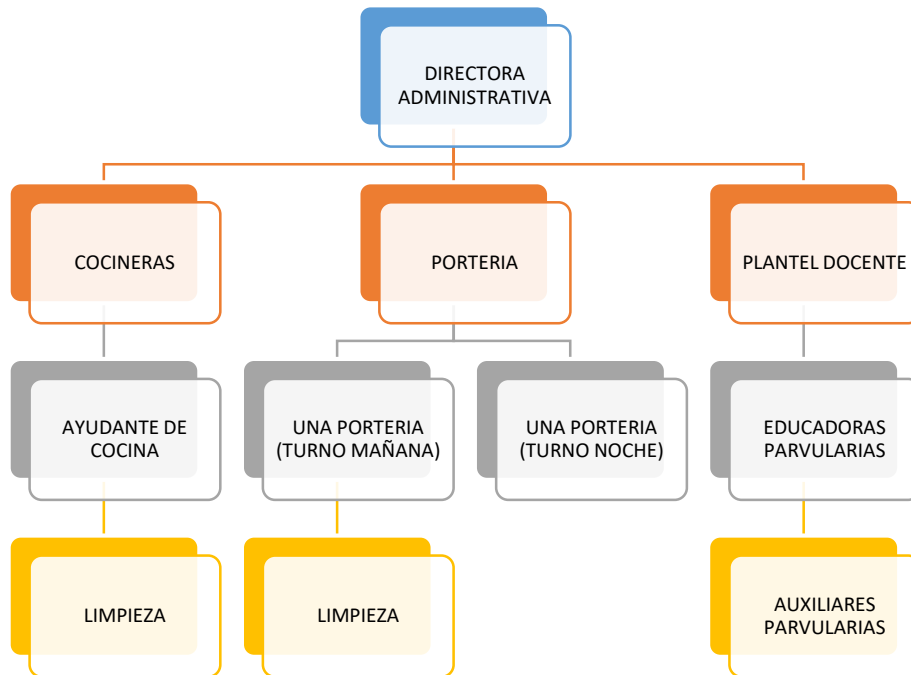 DIRECTORA
ADMINISTRATIVA
COCINERAS
PORTERIA
PLANTEL DOCENTE
AYUDANTE DE
COCINA
UNA PORTERIA
(TURNO MAÑANA)
UNA PORTERIA
(TURNO NOCHE)
EDUCADORAS
PARVULARIAS
LIMPIEZA
LIMPIEZA
AUXILIARES
PARVULARIAS